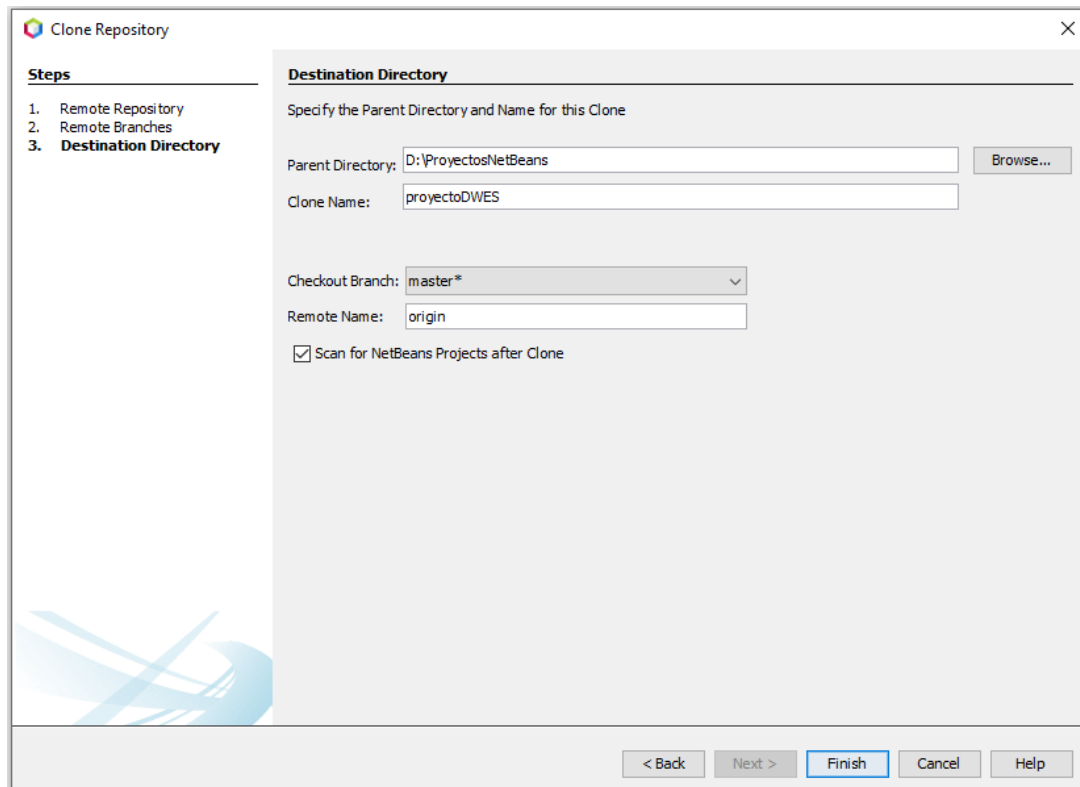 Clone Repository
Steps
1. Remote Repository
2. Remote Branches
3. Destination Directory
Destination Directory
Specify the Parent Directory and Name for this Clone
Parent Directory: D:\ProyectosNetBeans Browse...
Clone Name: proyectoDWES
Checkout Branch: master*
Remote Name: origin
Scan for NetBeans Projects after Clone
< Back Next > Finish Cancel Help